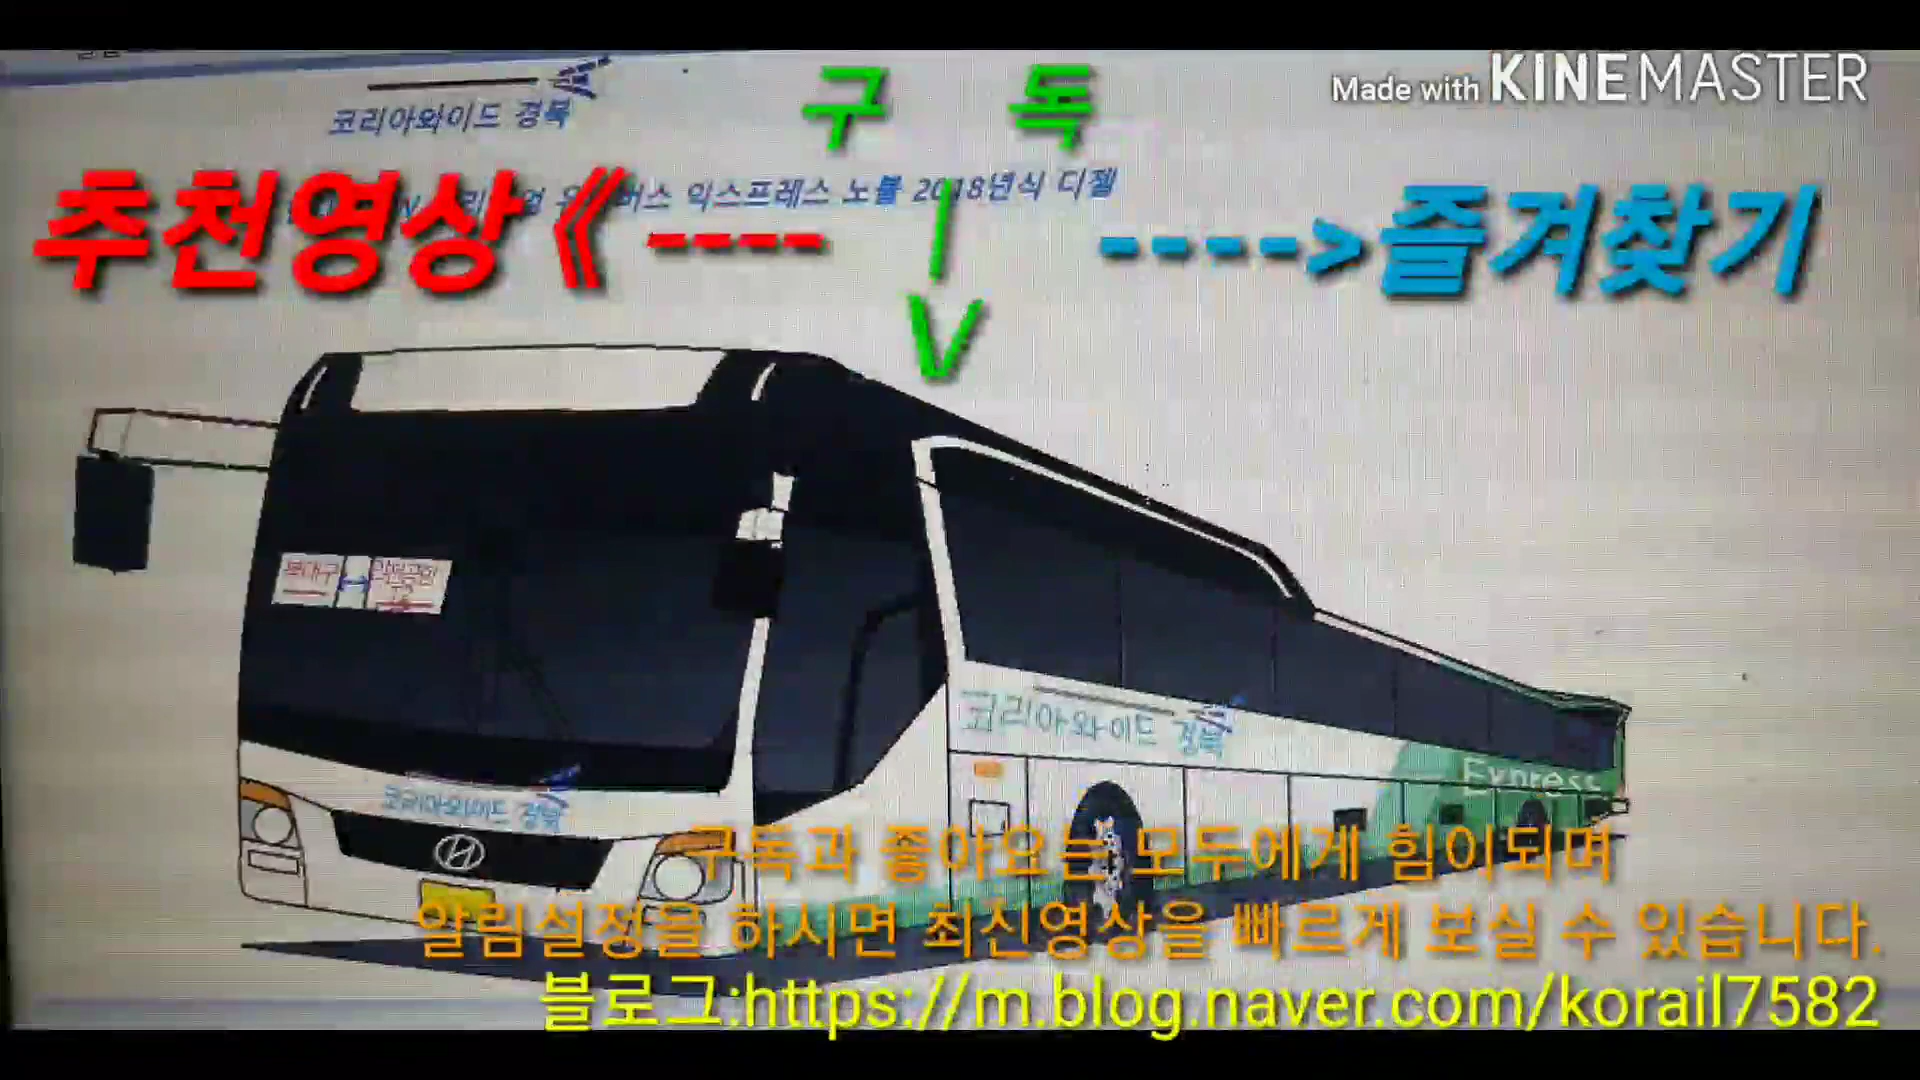 Made with KINEMASTER
구 독
코리아와이드 경북
버스 익스프레스 노블 2018년식 디젤
추천영상《----
|
V
---->즐겨찾기
북대구
코리아와이드 경북
Express
코리아와이드 경북
구독과 좋아요는 모두에게 힘이되며
알림설정을 하시면 최신영상을 빠르게 보실 수 있습니다.
블로그:https://m.blog.naver.com/korail7582